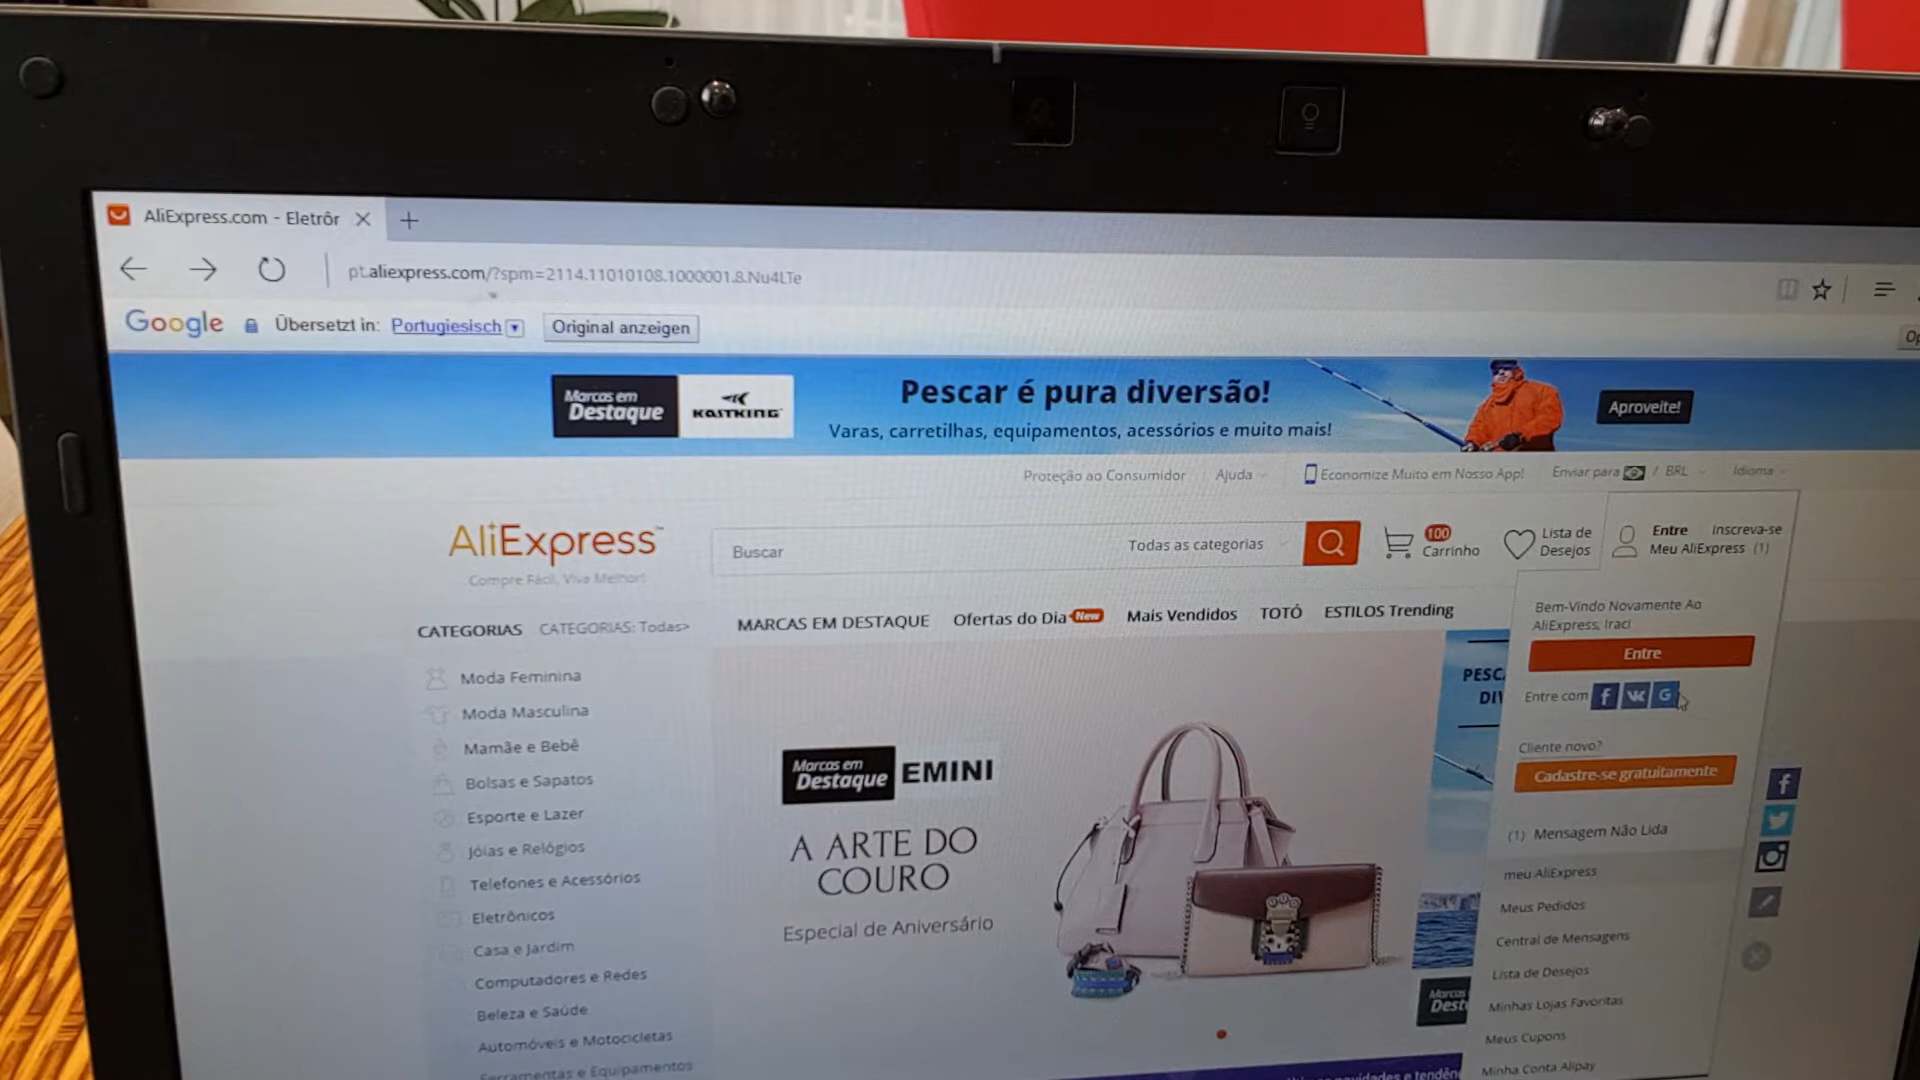 AliExpress.com - Eletrôr
pt.aliexpress.com/?spm=2114.11010108.1000001.8.Nu4LTe
Google Übersetzt in: Portugiesisch Original anzeigen
Marcas em
Destaque
KASTKING
Pescar é pura diversão!
Varas, carretilhas, equipamentos, acessórios e muito mais!
Aproveite!
Proteção ao Consumidor Ajuda Economize Muito em Nosso App! Enviar para / BRL Idioma
AliExpress™
Compre Fácil, Viva Melhor!
Buscar Todas as categorias
100
Carrinho
Lista de
Desejos
Entre Inscreva-se
Meu AliExpress (1)
CATEGORIAS CATEGORIAS: Todas>
MARCAS EM DESTAQUE Ofertas do Dia New Mais Vendidos TOTÓ ESTILOS Trending
Moda Feminina
Moda Masculina
Mamãe e Bebê
Bolsas e Sapatos
Esporte e Lazer
Jóias e Relógios
Telefones e Acessórios
Eletrônicos
Casa e Jardim
Computadores e Redes
Beleza e Saúde
Automóveis e Motocicletas
Ferramentas e Equipamentos
Marcas em
Destaque
EMINI
A ARTE DO
COURO
Especial de Aniversário
PESC
DI
Marcas
Dest
Bem-Vindo Novamente Ao
AliExpress, Iraci
Entre
Entre com
Cliente novo?
Cadastre-se gratuitamente
(1) Mensagem Não Lida
meu AliExpress
Meus Pedidos
Central de Mensagens
Lista de Desejos
Minhas Lojas Favoritas
Meus Cupons
Minha Conta Alipay